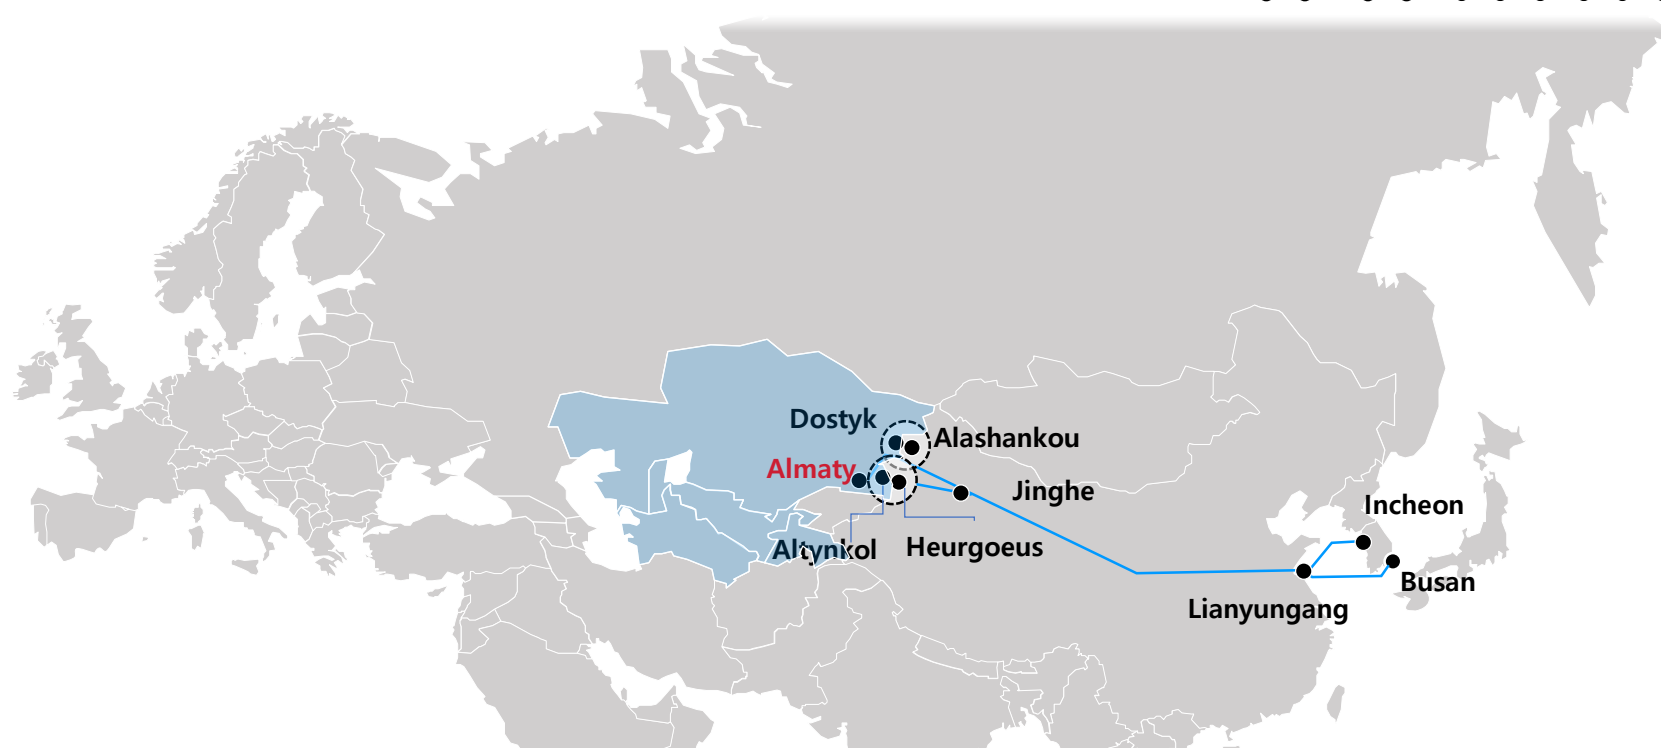 Dostyk
Alashankou
Almaty
Jinghe
Incheon
Altynkol
Heurgoeus
Busan
Lianyungang